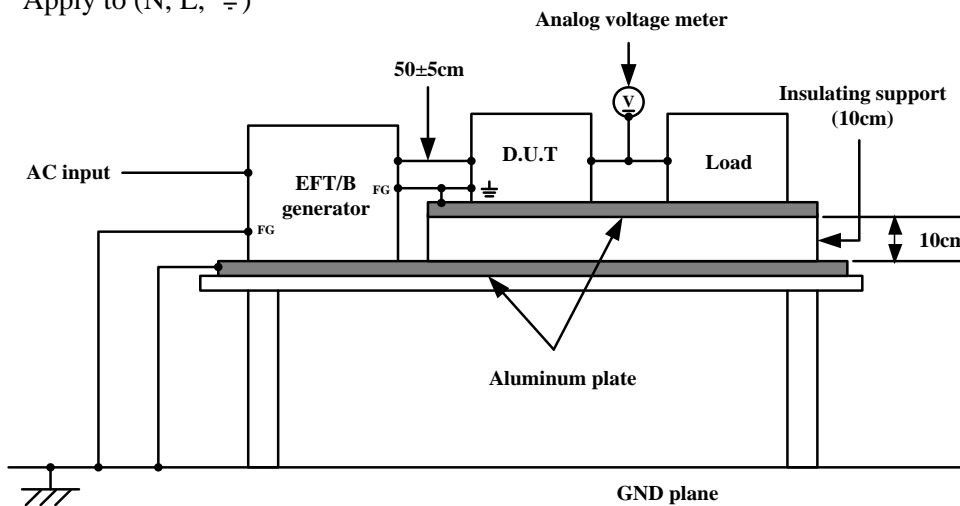 Apply to (N, L, ⏚)
Analog voltage meter
50±5cm
Insulating support
(10cm)
V
D.U.T
Load
AC input
EFT/B
generator
FG
FG
10cm
Aluminum plate
GND plane